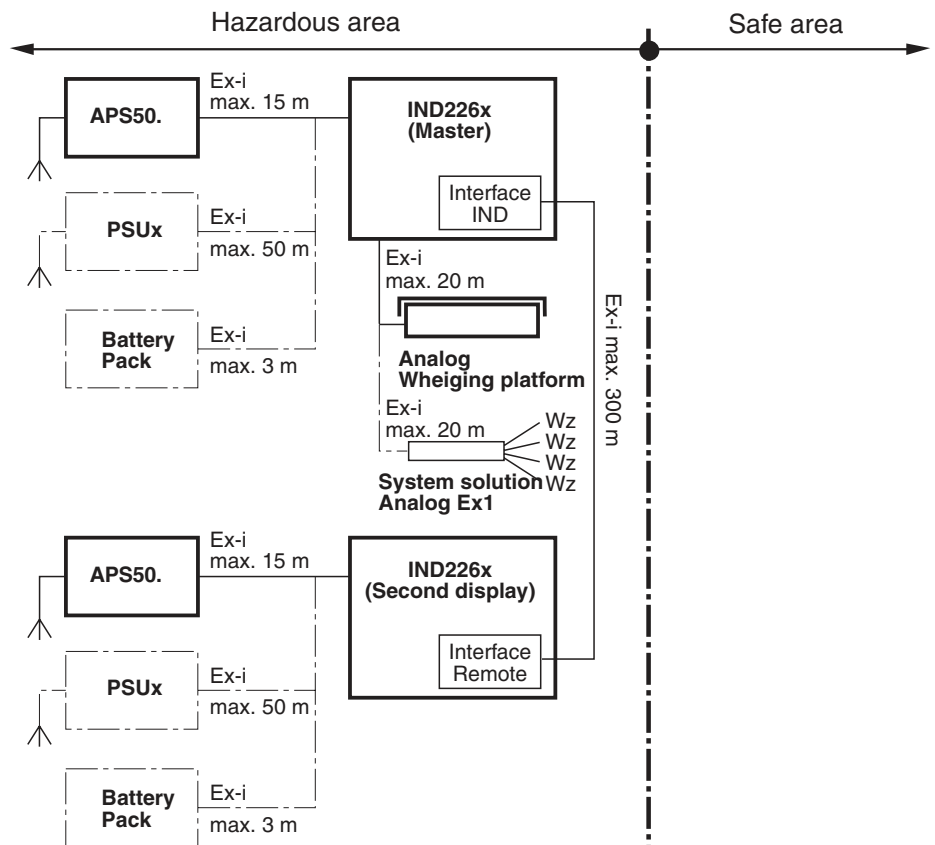 Hazardous area
Safe area
APS50.
Ex-i
max. 15 m
IND226x
(Master)
Interface
IND
PSUx
Ex-i
max. 50 m
Battery
Pack
Ex-i
max. 3 m
Ex-i
max. 20 m
Analog
Wheiging platform
Ex-i
max. 20 m
Wz
Wz
Wz
Wz
System solution
Analog Ex1
Ex-i max. 300 m
APS50.
Ex-i
max. 15 m
IND226x
(Second display)
Interface
Remote
PSUx
Ex-i
max. 50 m
Battery
Pack
Ex-i
max. 3 m